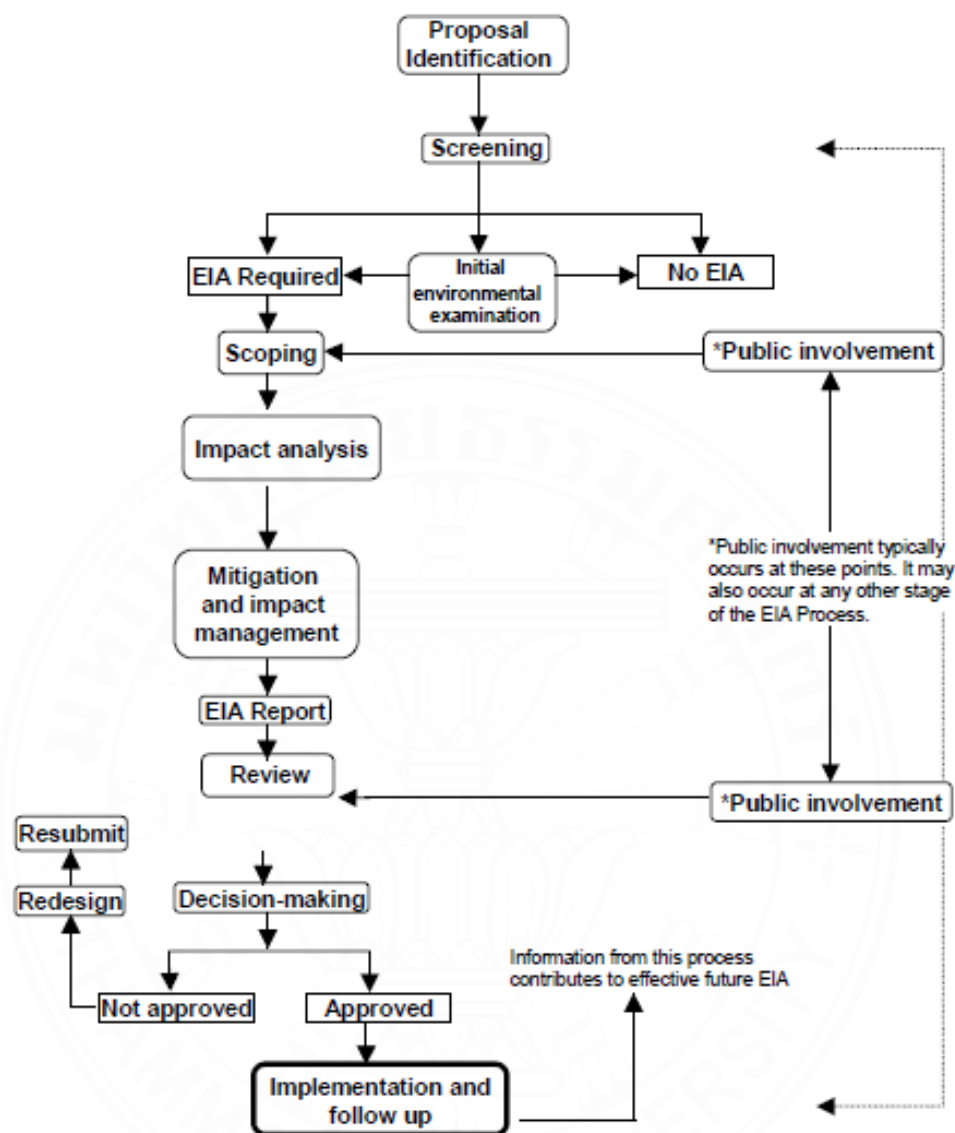 Proposal
Identification
Screening
EIA Required
Initial
environmental
examination
No EIA
Scoping
*Public involvement
Impact analysis
*Public involvement typically
occurs at these points. It may
also occur at any other stage
of the EIA Process.
Mitigation
and impact
management
EIA Report
Review
*Public involvement
Resubmit
Redesign
Decision-making
Information from this process
contributes to effective future EIA
Not approved
Approved
Implementation and
follow up